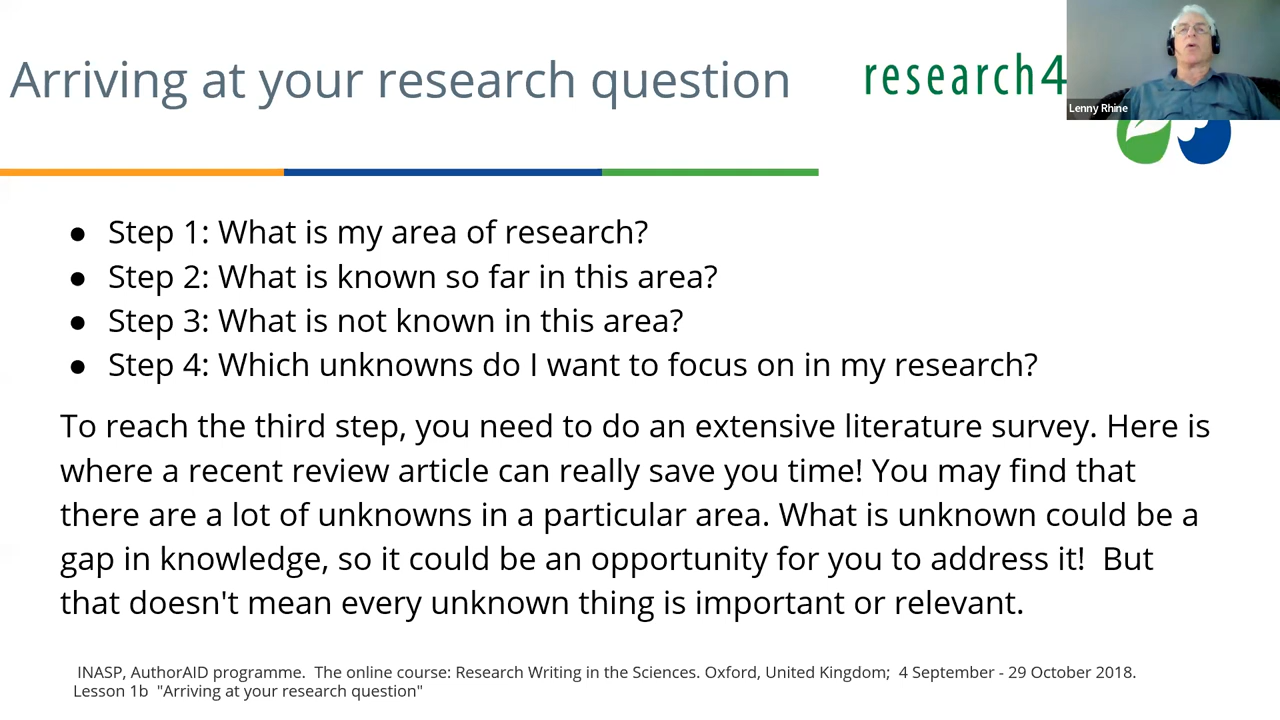 Arriving at your research question
research4
Lenny Rhine
● Step 1: What is my area of research?
● Step 2: What is known so far in this area?
● Step 3: What is not known in this area?
● Step 4: Which unknowns do I want to focus on in my research?
To reach the third step, you need to do an extensive literature survey. Here is
where a recent review article can really save you time! You may find that
there are a lot of unknowns in a particular area. What is unknown could be a
gap in knowledge, so it could be an opportunity for you to address it!  But
that doesn't mean every unknown thing is important or relevant.
INASP, AuthorAID programme.  The online course: Research Writing in the Sciences. Oxford, United Kingdom;  4 September - 29 October 2018.
Lesson 1b  "Arriving at your research question"